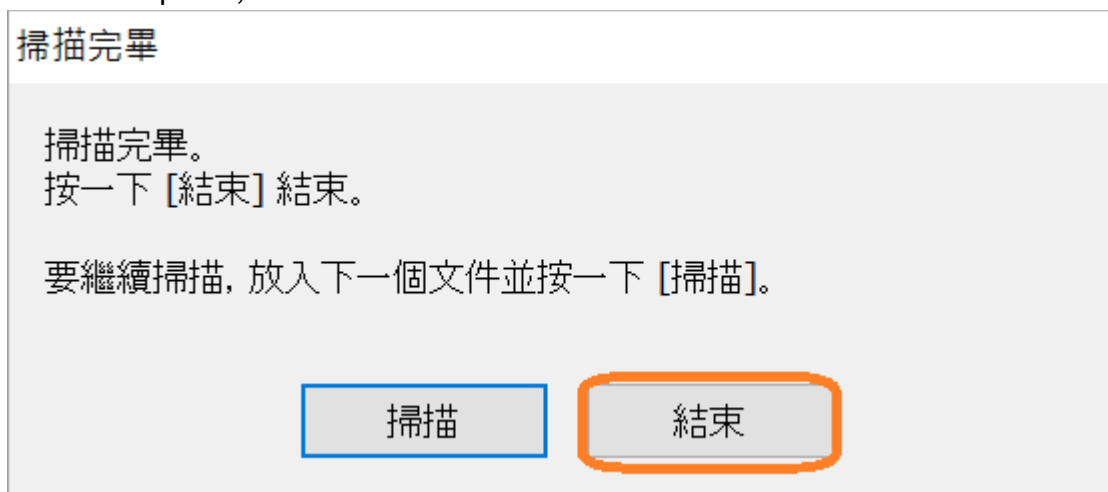 掃描完畢
掃描完畢。
按一下 [結束] 結束。
要繼續掃描, 放入下一個文件並按一下 [掃描]。
掃描
結束